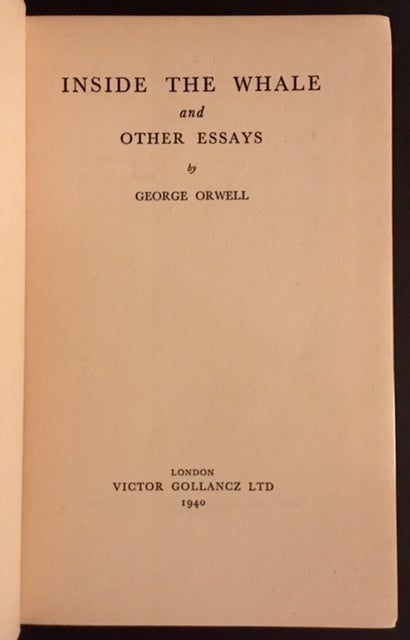 INSIDE THE WHALE
and
OTHER ESSAYS
by
GEORGE ORWELL
LONDON
VICTOR GOLLANCZ LTD
1940